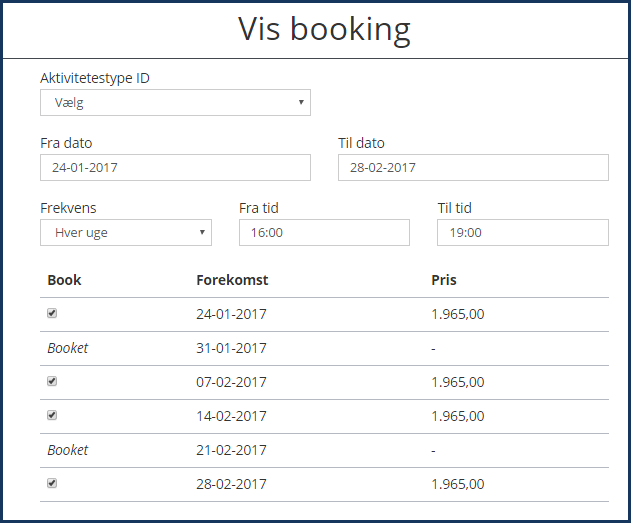 Vis booking
Aktivitetestype ID
Vælg
Fra dato Til dato
24-01-2017 28-02-2017
Frekvens Fra tid Til tid
Hver uge 16:00 19:00
Book Forekomst Pris
24-01-2017 1.965,00
Booket 31-01-2017 -
07-02-2017 1.965,00
14-02-2017 1.965,00
Booket 21-02-2017 -
28-02-2017 1.965,00